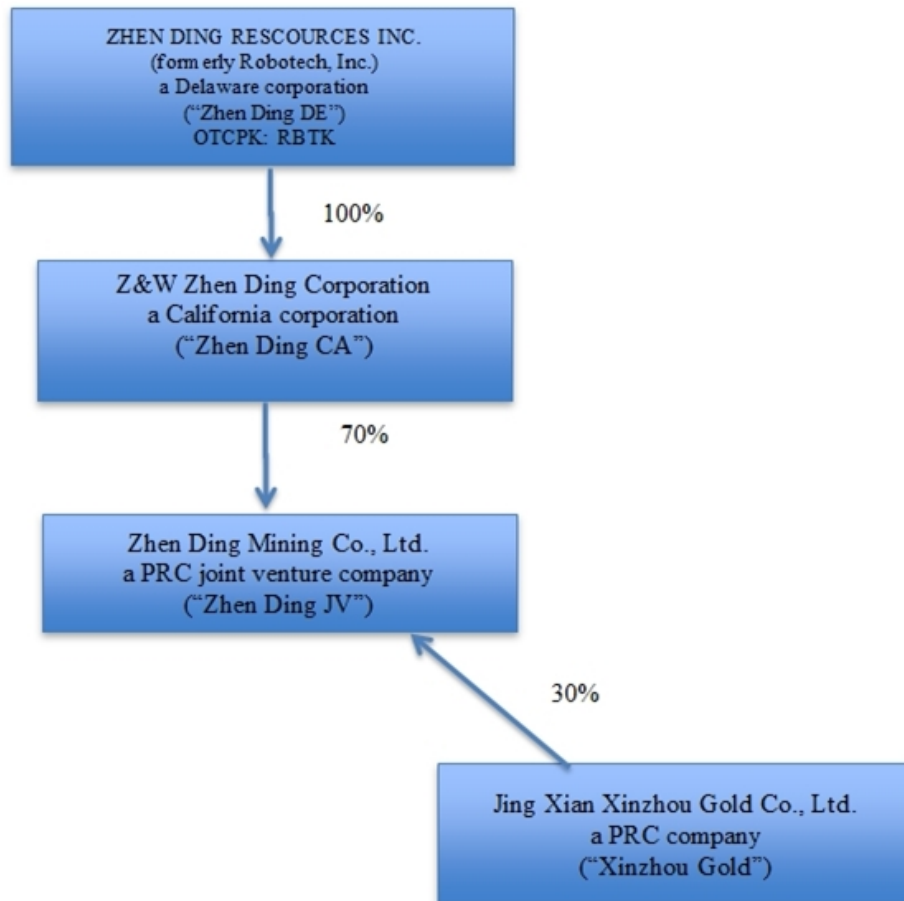 ZHEN DING RESCOURCES INC.
(formerly Robotech, Inc.)
a Delaware corporation
(“Zhen Ding DE”)
OTCPK: RBTK
100%
Z&W Zhen Ding Corporation
a California corporation
(“Zhen Ding CA”)
70%
Zhen Ding Mining Co., Ltd.
a PRC joint venture company
(“Zhen Ding JV”)
30%
Jing Xian Xinzhou Gold Co., Ltd.
a PRC company
(“Xinzhou Gold”)